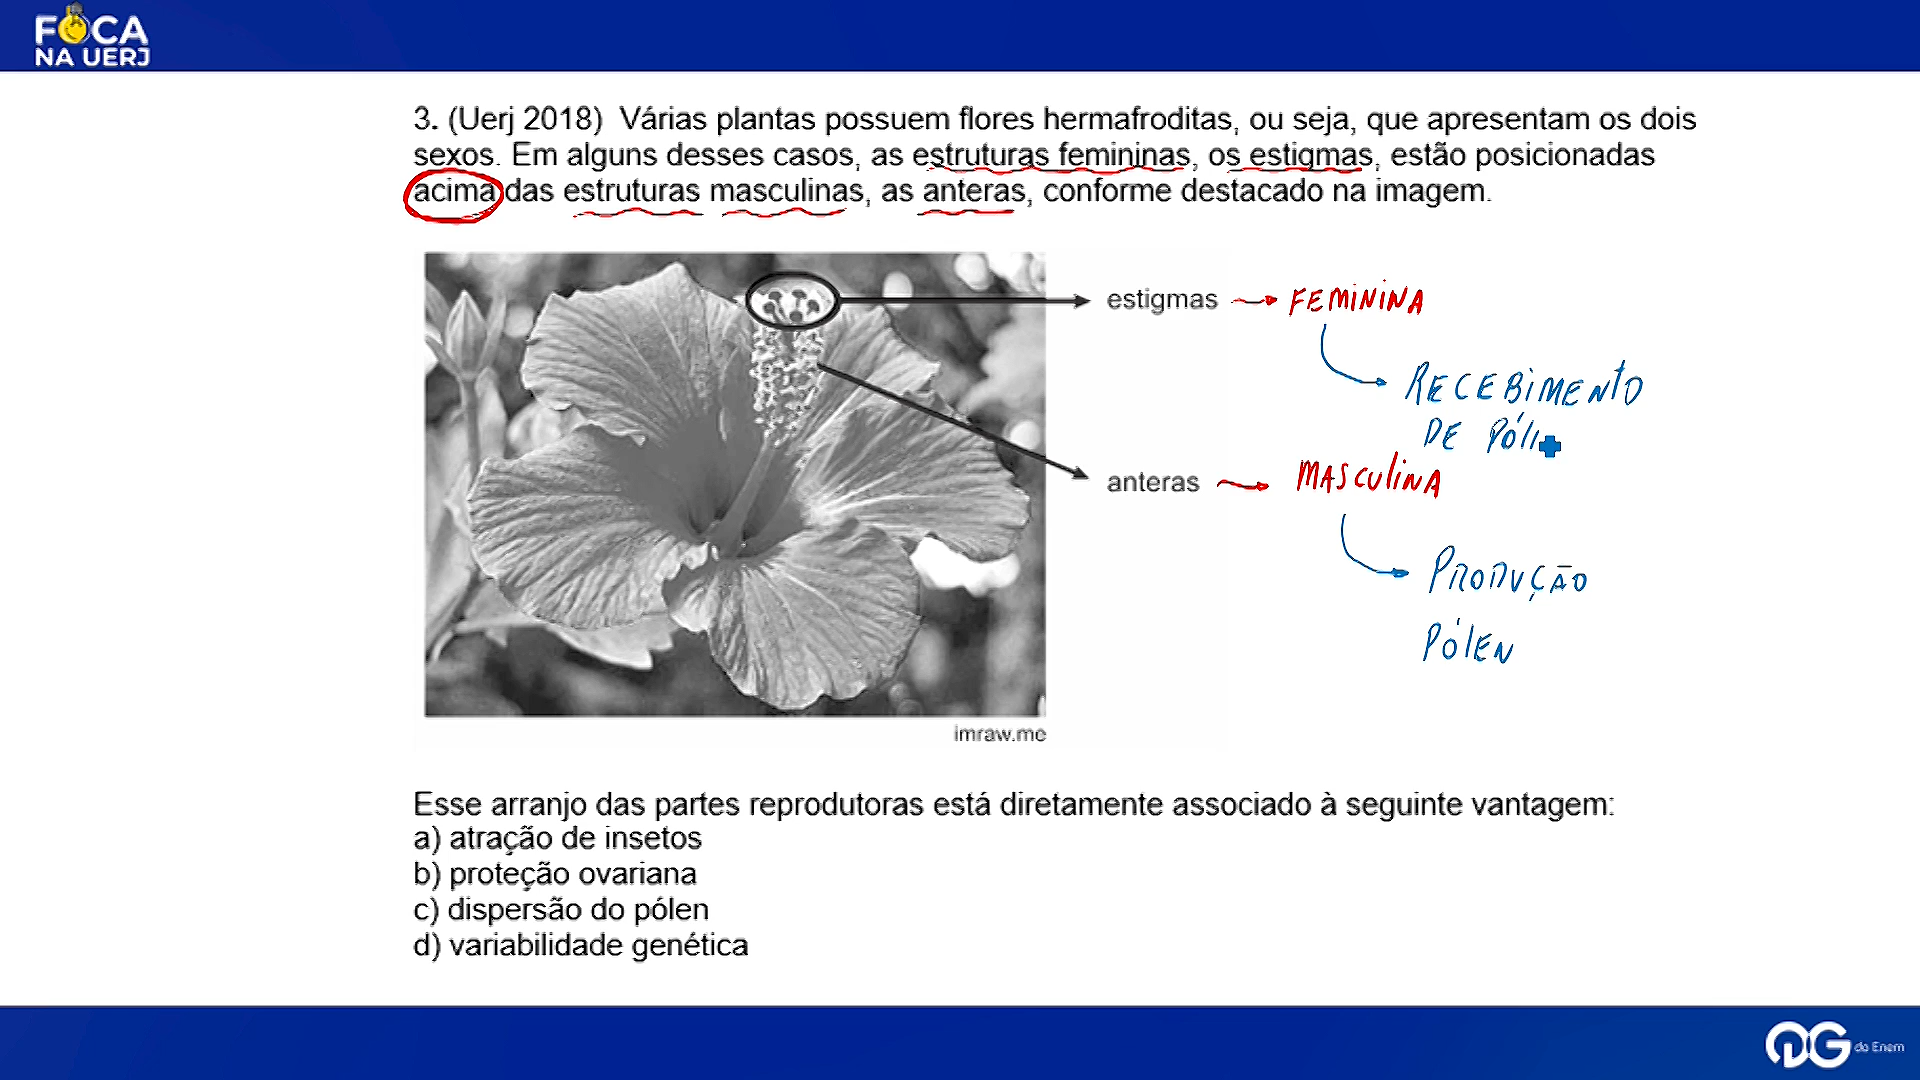 FOCA
NA UERJ
3. (Uerj 2018)  Várias plantas possuem flores hermafroditas, ou seja, que apresentam os dois
sexos. Em alguns desses casos, as estruturas femininas, os estigmas, estão posicionadas
acima das estruturas masculinas, as anteras, conforme destacado na imagem.
estigmas
FEMININA
RECEBIMENTO
DE PÓL
anteras
MASCULINA
PRODUÇÃO
PÓLEN
imraw.me
Esse arranjo das partes reprodutoras está diretamente associado à seguinte vantagem:
a) atração de insetos
b) proteção ovariana
c) dispersão do pólen
d) variabilidade genética
QG do Enem